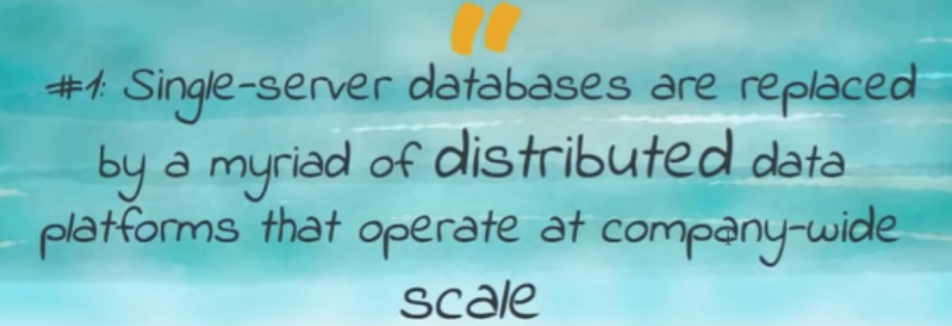 "
#1: Single-server databases are replaced
by a myriad of distributed data
platforms that operate at company-wide
scale